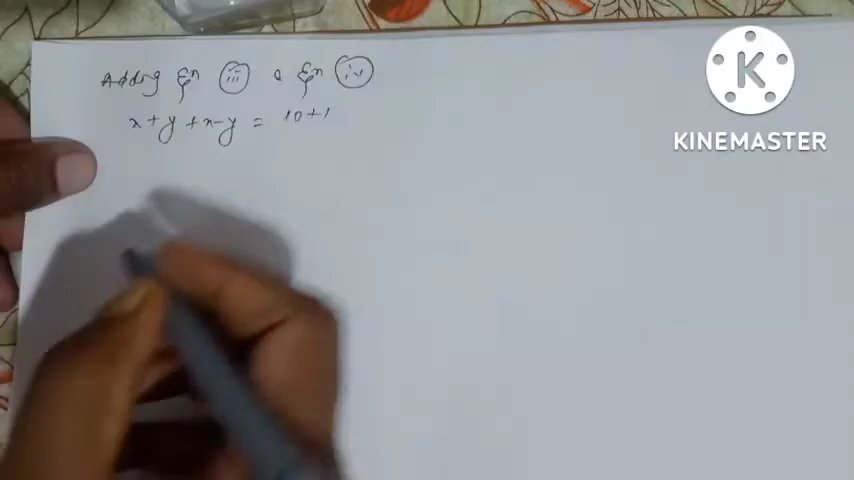 Adding Eqn (iii) & Eqn (iv)
x + y + x - y = 10 + 1
K
KINEMASTER